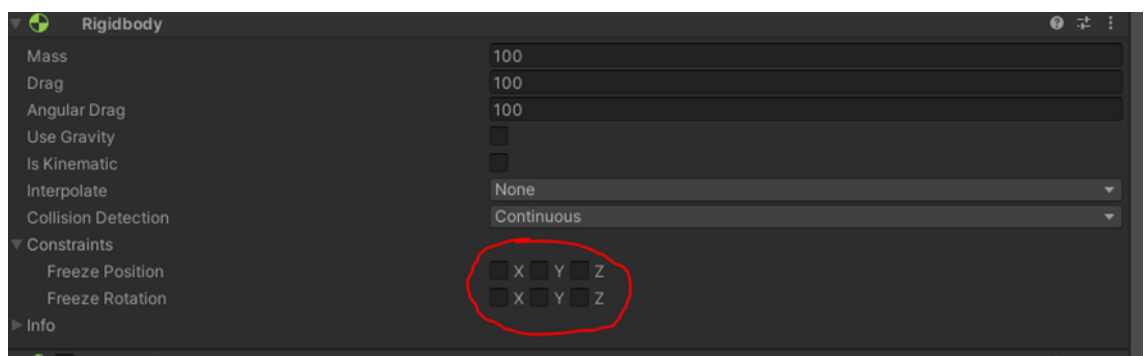 Rigidbody
Mass 100
Drag 100
Angular Drag 100
Use Gravity
Is Kinematic
Interpolate None
Collision Detection Continuous
Constraints
Freeze Position X Y Z
Freeze Rotation X Y Z
Info